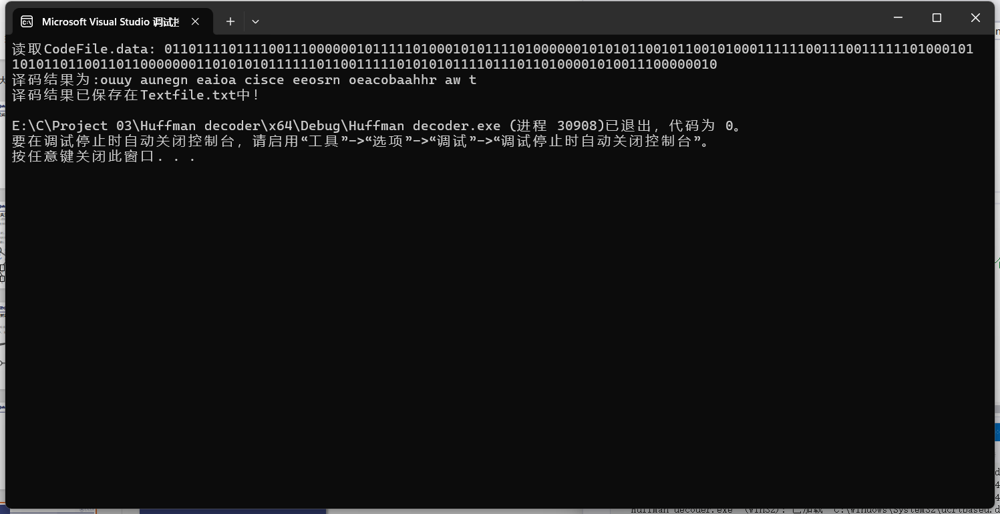 Microsoft Visual Studio 调试
读取CodeFile.data: 01101111011110011100000010111110100010101111010000001010101100101100101000111111001110011111101000101
1010110110011011000000011010101011111101100111110101010111101110110100001010011100000010
译码结果为:ouuy aunegn eaioa cisce eeosrn oeacobaahhr aw t
译码结果已保存在Textfile.txt中!
E:\C\Project 03\Huffman decoder\x64\Debug\Huffman decoder.exe (进程 30908)已退出，代码为 0。
要在调试停止时自动关闭控制台，请启用“工具”->“选项”->“调试”->“调试停止时自动关闭控制台”。
按任意键关闭此窗口. . .